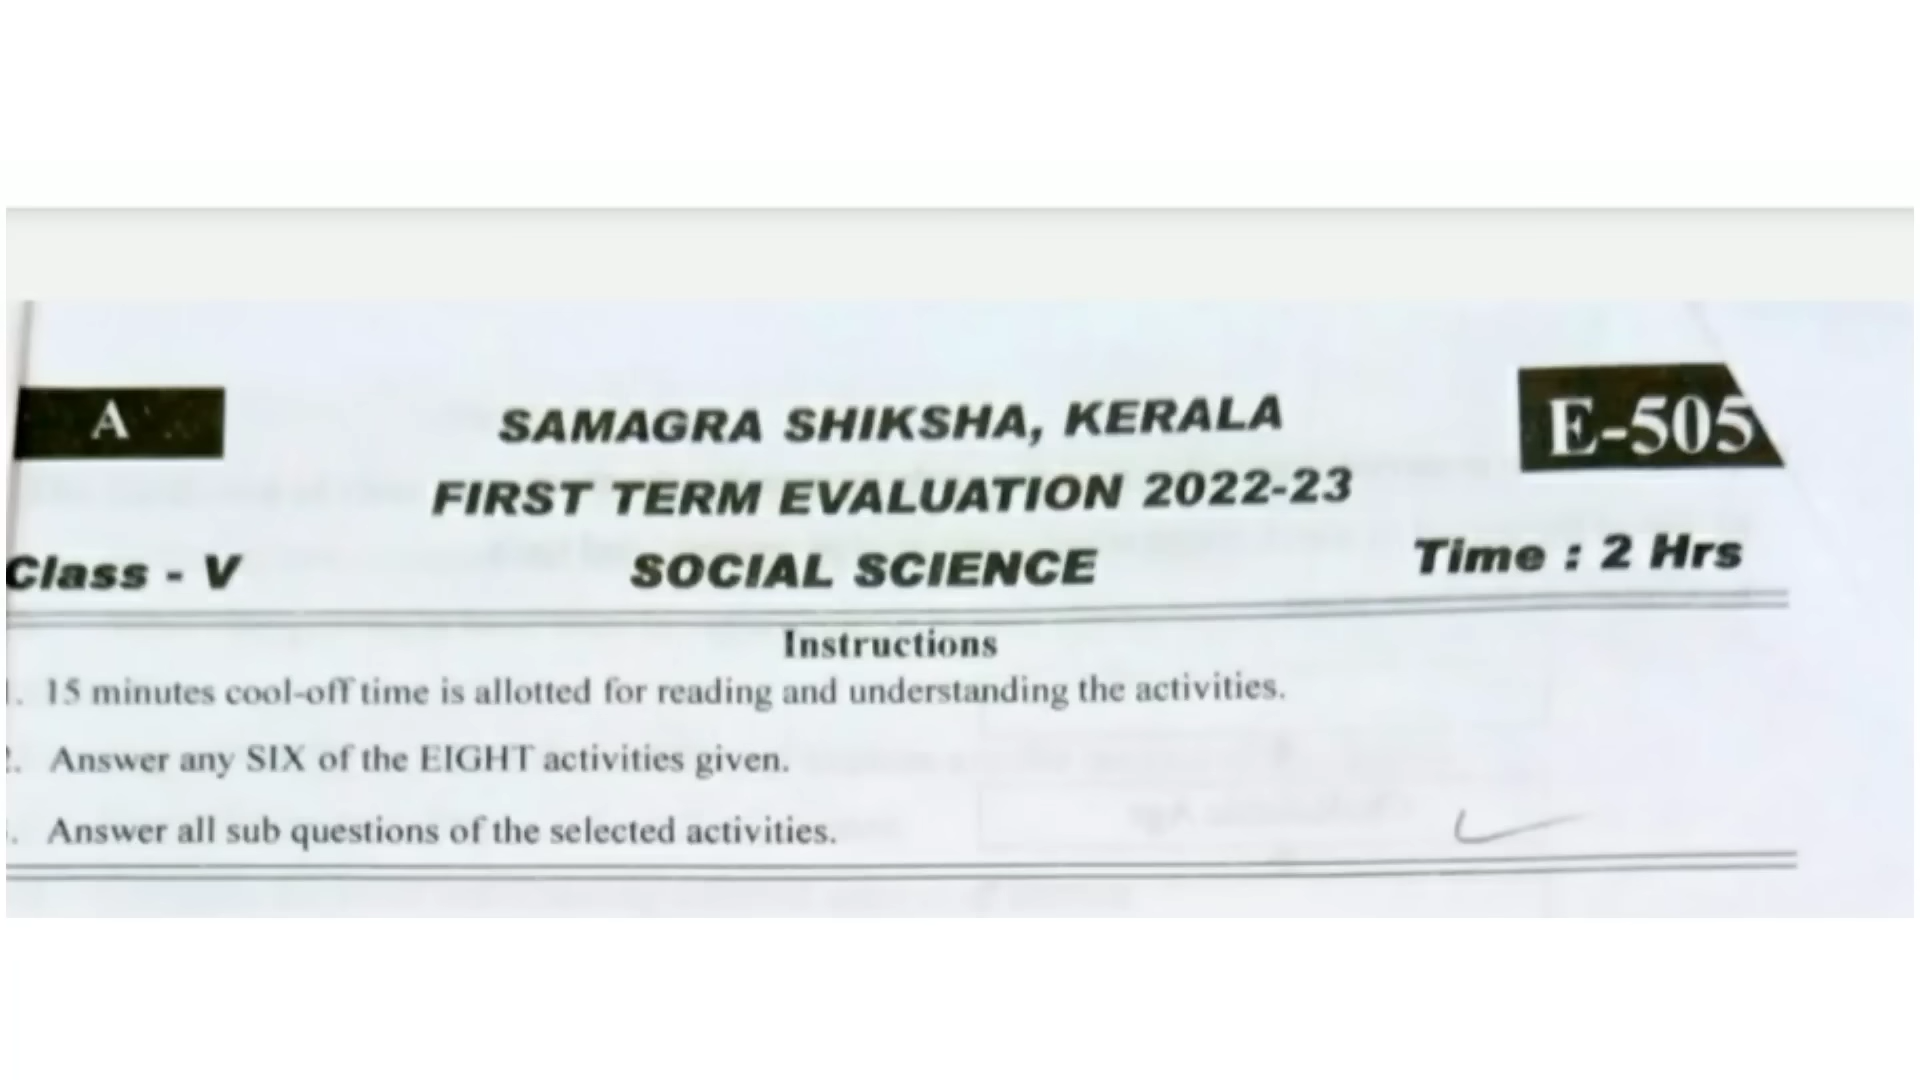 A
E-505
SAMAGRA SHIKSHA, KERALA
FIRST TERM EVALUATION 2022-23
Class - V SOCIAL SCIENCE Time : 2 Hrs
Instructions
1. 15 minutes cool-off time is allotted for reading and understanding the activities.
2. Answer any SIX of the EIGHT activities given.
. Answer all sub questions of the selected activities.